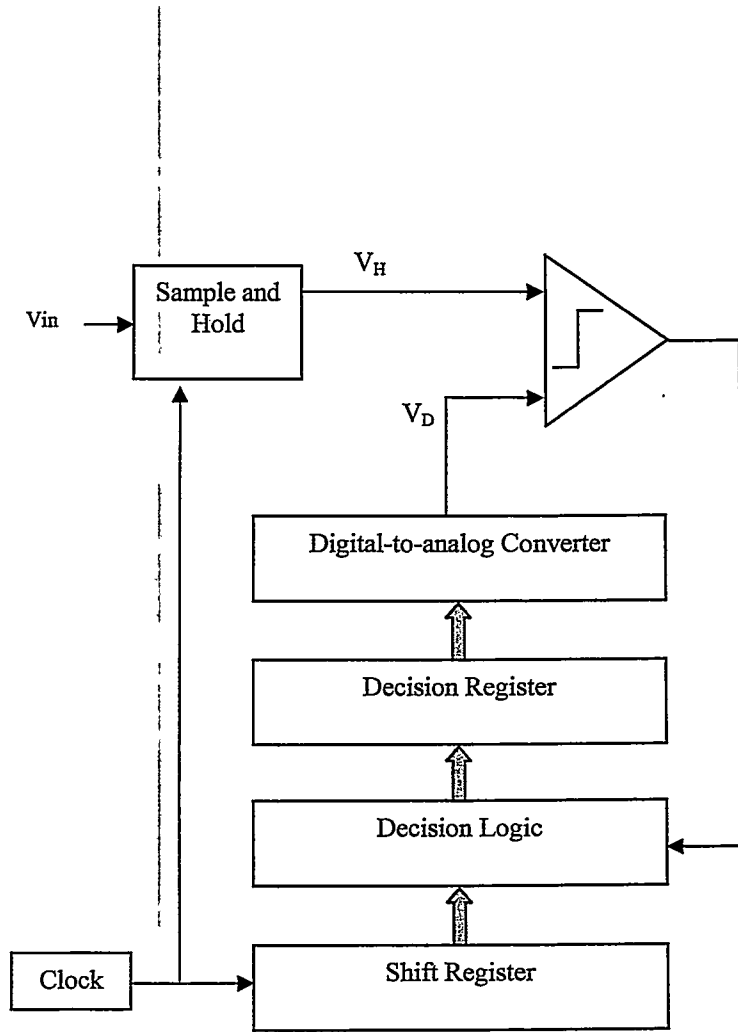 V_H
Sample and
Hold
Vin
V_D
Digital-to-analog Converter
Decision Register
Decision Logic
Clock
Shift Register